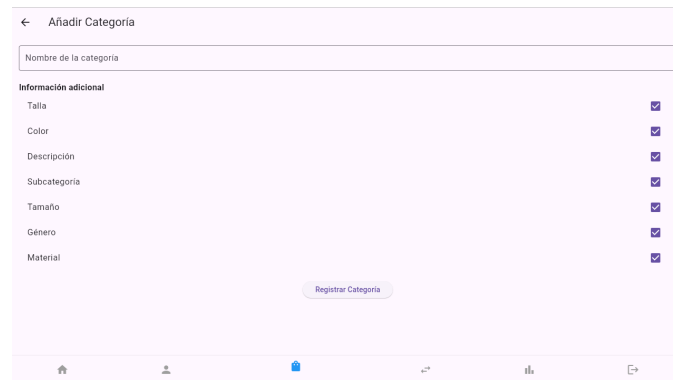 Añadir Categoría
Nombre de la categoría
Información adicional
Talla
Color
Descripción
Subcategoría
Tamaño
Género
Material
Registrar Categoría